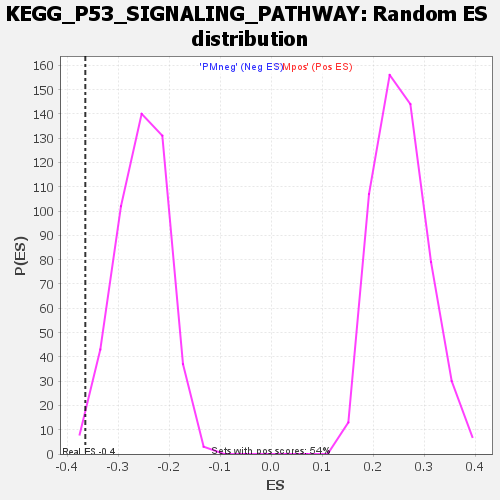 KEGG_P53_SIGNALING_PATHWAY: Random ES
distribution
'PMneg' (Neg ES)
Mpos' (Pos ES)
160
150
140
130
120
110
100
90
80
70
60
50
40
30
20
10
0
P(ES)
Real ES -0.4
Sets with pos scores: 54%
-0.4 -0.3 -0.2 -0.1 0.0 0.1 0.2 0.3 0.4
ES